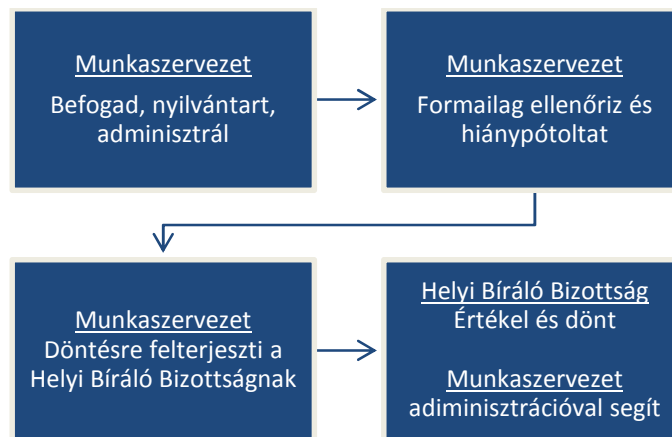 Munkaszervezet
Befogad, nyilvántart,
adminisztrál
Munkaszervezet
Formailag ellenőriz és
hiánypótoltat
Munkaszervezet
Döntésre felterjeszti a
Helyi Bíráló Bizottságnak
Helyi Bíráló Bizottság
Értékel és dönt
Munkaszervezet
adiminisztrációval segít